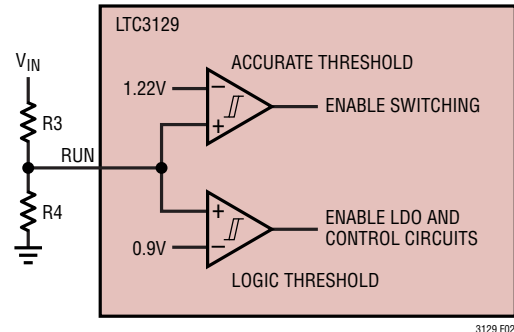 LTC3129
VIN
ACCURATE THRESHOLD
1.22V
−
+
ENABLE SWITCHING
R3
RUN
R4
+
−
0.9V
ENABLE LDO AND
CONTROL CIRCUITS
LOGIC THRESHOLD
3129 F02